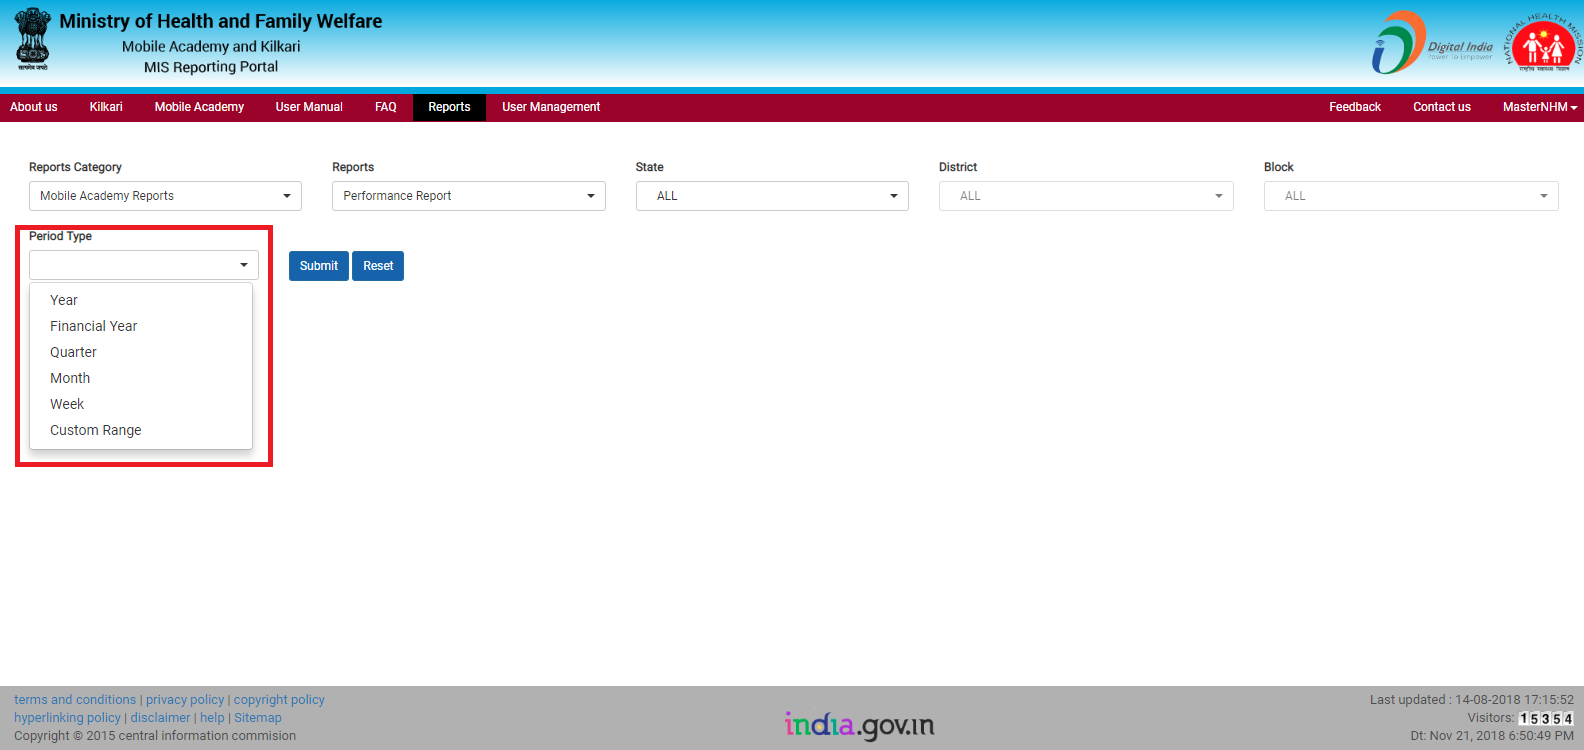 Ministry of Health and Family Welfare
Mobile Academy and Kilkari
MIS Reporting Portal
सत्यमेव जयते
Digital India
Power To Empower
NATIONAL HEALTH MISSION
राष्ट्रीय स्वास्थ्य मिशन
About us Kilkari Mobile Academy User Manual FAQ Reports User Management Feedback Contact us MasterNHM
Reports Category Reports State District Block
Mobile Academy Reports Performance Report ALL ALL ALL
Period Type
Submit Reset
Year
Financial Year
Quarter
Month
Week
Custom Range
terms and conditions | privacy policy | copyright policy
hyperlinking policy | disclaimer | help | Sitemap
Copyright © 2015 central information commision
india.gov.in
Last updated : 14-08-2018 17:15:52
Visitors: 15354
Dt: Nov 21, 2018 6:50:49 PM